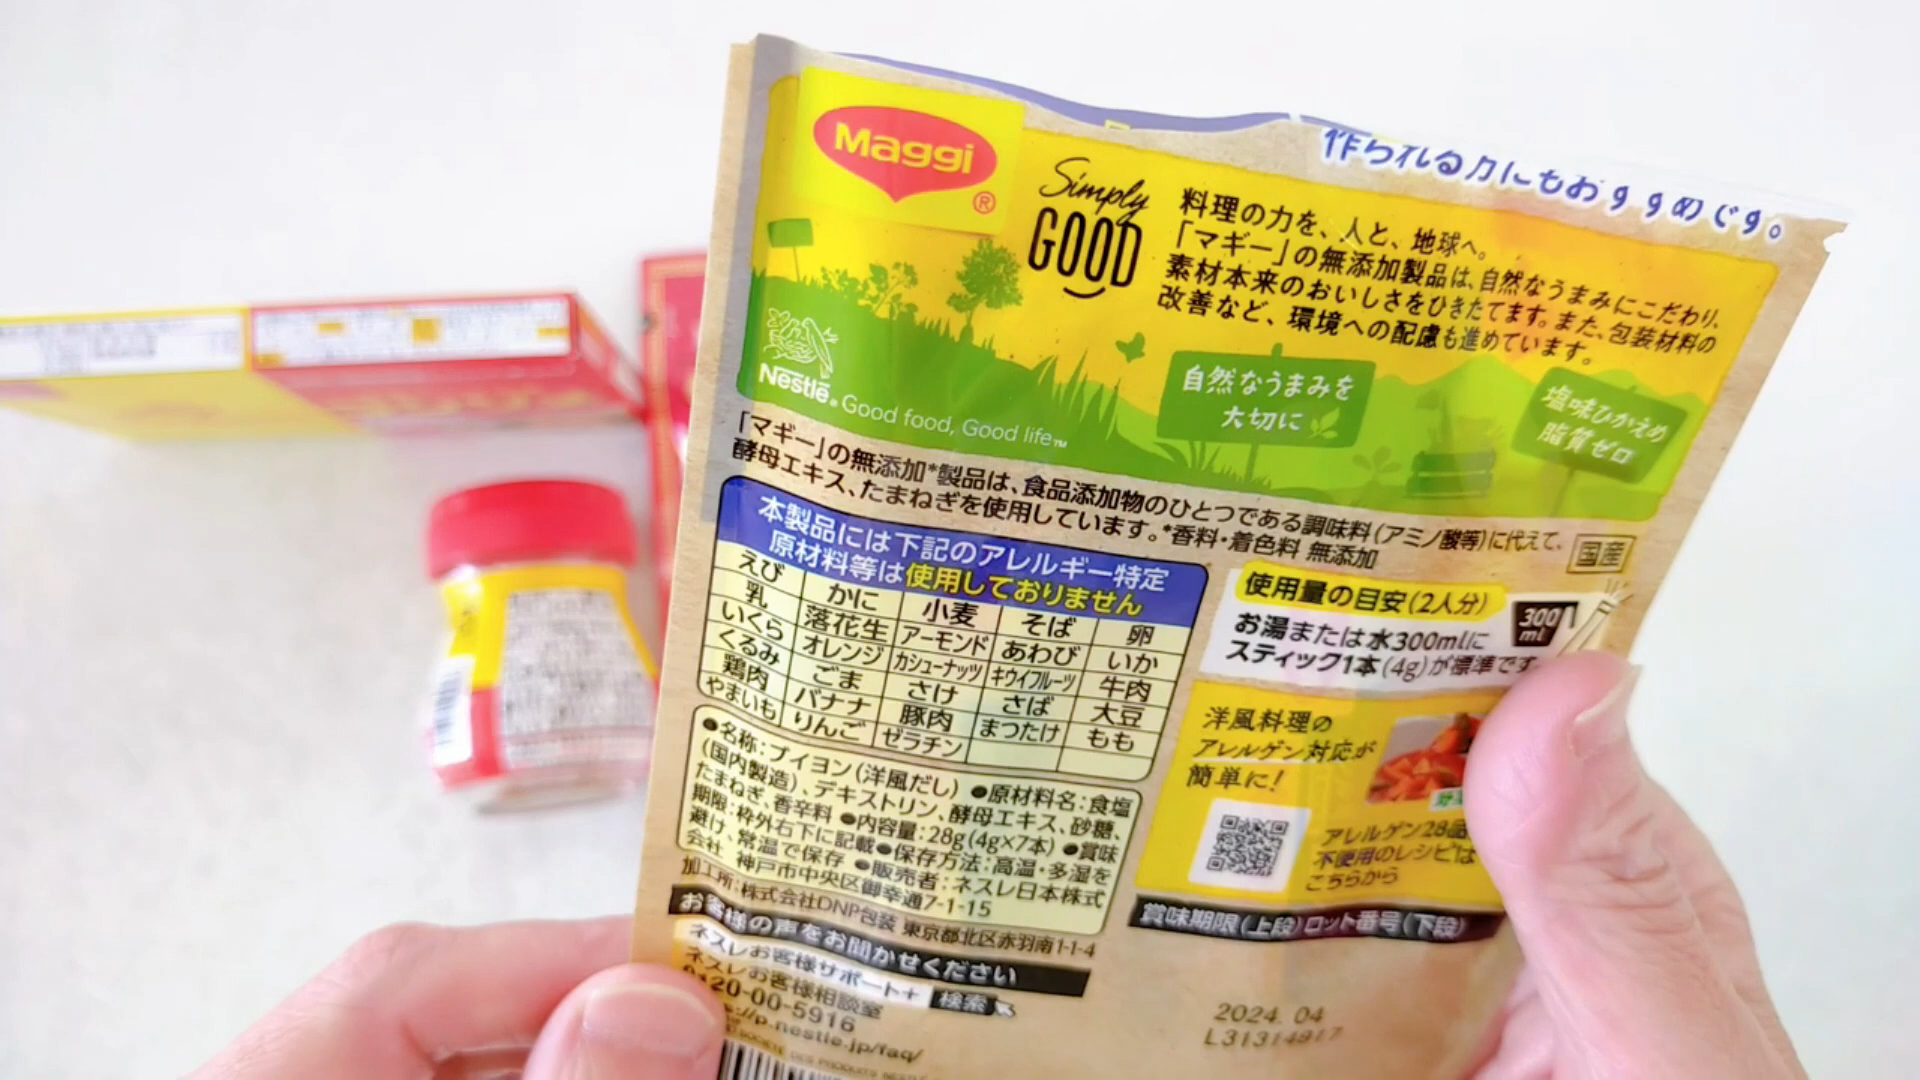 作られる方にもおすすめです。
Maggi®
Simply
GOOD
料理の力を、人と、地球へ。
「マギー」の無添加製品は、自然なうまみにこだわり、
素材本来のおいしさをひきたてます。また、包装材料の
改善など、環境への配慮も進めています。
自然なうまみを
大切に
塩味ひかえめ
脂質ゼロ
Nestlé® Good food, Good life™
「マギー」の無添加*製品は、食品添加物のひとつである調味料(アミノ酸等)に代えて、
酵母エキス、たまねぎを使用しています。*香料・着色料 無添加
国産
本製品には下記のアレルギー特定
原材料等は使用しておりません
えび かに 小麦 そば 卵
乳 落花生 アーモンド あわび いか
いくら オレンジ カシューナッツ キウイフルーツ 牛肉
くるみ ごま さけ さば 大豆
鶏肉 バナナ 豚肉 まつたけ もも
やまいも りんご ゼラチン
●名称:ブイヨン(洋風だし) ●原材料名:食塩
(国内製造)、デキストリン、酵母エキス、砂糖、
たまねぎ、香辛料 ●内容量:28g(4g×7本) ●賞味
期限:枠外右下に記載 ●保存方法:高温・多湿を
避け、常温で保存 ●販売者:ネスレ日本株式
会社 神戸市中央区御幸通7-1-15
加工所:株式会社DNP包装 東京都北区赤羽南1-1-4
お客様の声をお聞かせください
ネスレお客様サポート+ 検索
ネスレお客様相談室
20-00-5916
://p.nestle.jp/faq/
使用量の目安(2人分)
お湯または水300mlに
スティック1本(4g)が標準です
300
ml
洋風料理の
アレルゲン対応が
簡単に!
アレルゲン28品
不使用のレシピは
こちらから
賞味期限(上段)ロット番号(下段)
2024.04